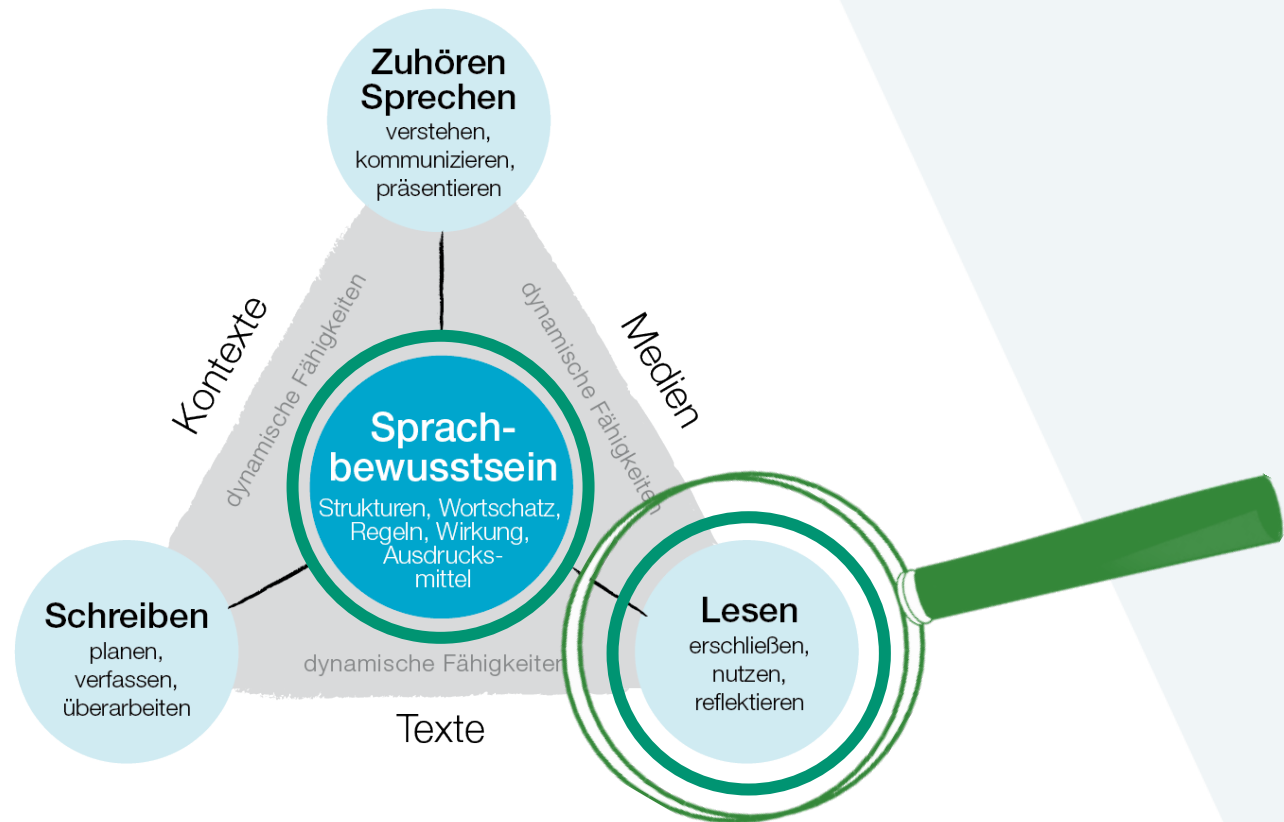 Zuhören
Sprechen
verstehen,
kommunizieren,
präsentieren
Kontexte
dynamische Fähigkeiten
dynamische Fähigkeiten
Medien
Sprach-
bewusstsein
Strukturen, Wortschatz,
Regeln, Wirkung,
Ausdrucks-
mittel
Schreiben
planen,
verfassen,
überarbeiten
Lesen
erschließen,
nutzen,
reflektieren
dynamische Fähigkeiten
Texte